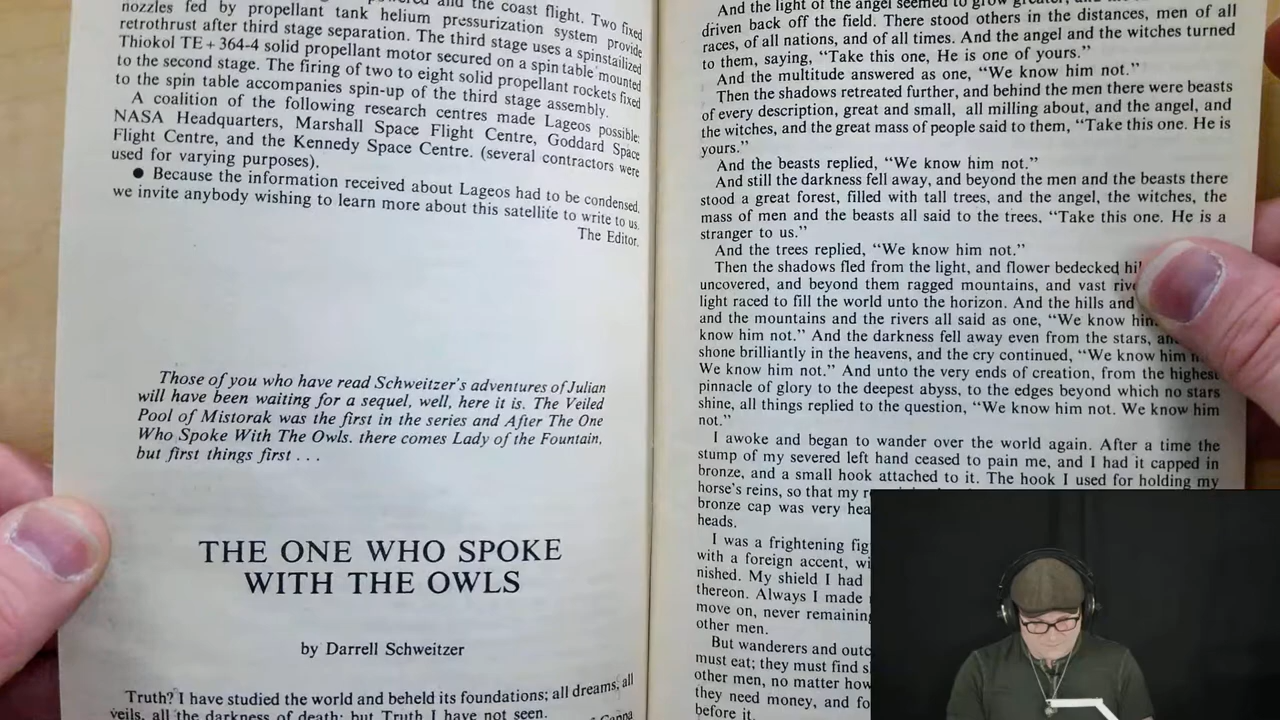 and the coast flight. Two fixed
nozzles fed by propellant tank helium pressurization system provide
retrothrust after third stage separation. The third stage uses a spinstailized
Thiokol TE + 364-4 solid propellant motor secured on a spin table mounted
to the second stage. The firing of two to eight solid propellant rockets fixed
to the spin table accompanies spin-up of the third stage assembly.
A coalition of the following research centres made Lageos possible:
NASA Headquarters, Marshall Space Flight Centre, Goddard Space
Flight Centre, and the Kennedy Space Centre. (several contractors were
used for varying purposes).
● Because the information received about Lageos had to be condensed,
we invite anybody wishing to learn more about this satellite to write to us.
The Editor.
Those of you who have read Schweitzer's adventures of Julian
will have been waiting for a sequel, well, here it is. The Veiled
Pool of Mistorak was the first in the series and After The One
Who Spoke With The Owls. there comes Lady of the Fountain,
but first things first . . .
THE ONE WHO SPOKE
WITH THE OWLS
by Darrell Schweitzer
Truth? I have studied the world and beheld its foundations; all dreams, all
veils, all the darkness of death; but Truth I have not seen.
And the light of the angel seemed to grow
driven back off the field. There stood others in the distances, men of all
races, of all nations, and of all times. And the angel and the witches turned
to them, saying, “Take this one, He is one of yours.”
And the multitude answered as one, “We know him not.”
Then the shadows retreated further, and behind the men there were beasts
of every description, great and small, all milling about, and the angel, and
the witches, and the great mass of people said to them, “Take this one. He is
yours.”
And the beasts replied, “We know him not.”
And still the darkness fell away, and beyond the men and the beasts there
stood a great forest, filled with tall trees, and the angel, the witches, the
mass of men and the beasts all said to the trees, “Take this one. He is a
stranger to us.”
And the trees replied, “We know him not.”
Then the shadows fled from the light, and flower bedecked
uncovered, and beyond them ragged mountains, and vast
light raced to fill the world unto the horizon. And the hills and
and the mountains and the rivers all said as one, “We know
know him not.” And the darkness fell away even from the stars,
shone brilliantly in the heavens, and the cry continued, “We know him
We know him not.” And unto the very ends of creation, from the highest
pinnacle of glory to the deepest abyss, to the edges beyond which no stars
shine, all things replied to the question, “We know him not. We know him
not.”
I awoke and began to wander over the world again. After a time the
stump of my severed left hand ceased to pain me, and I had it capped in
bronze, and a small hook attached to it. The hook I used for holding my
horse's reins, so that my
bronze cap was very
heads.
I was a frightening
with a foreign accent,
nished. My shield I had
thereon. Always I made
move on, never remaining
other men.
But wanderers and
must eat; they must find
other men, no matter how
they need money, and
before it.